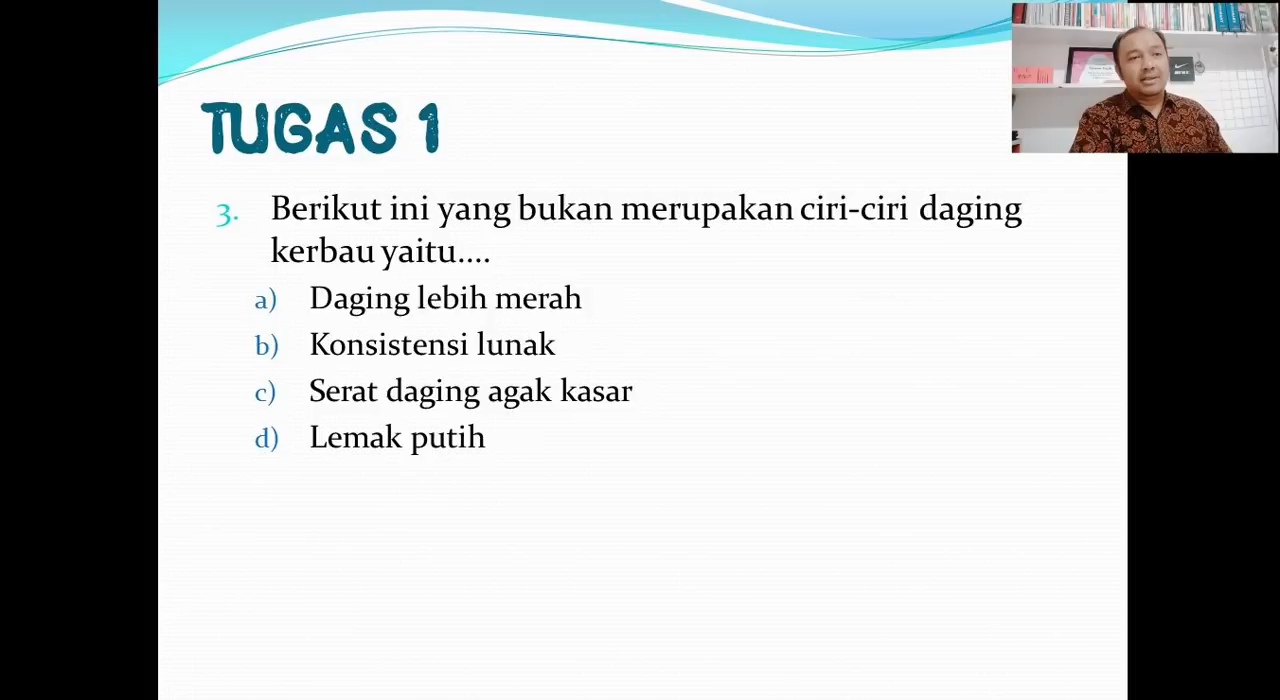 TUGAS 1
3. Berikut ini yang bukan merupakan ciri-ciri daging
kerbau yaitu....
a) Daging lebih merah
b) Konsistensi lunak
c) Serat daging agak kasar
d) Lemak putih